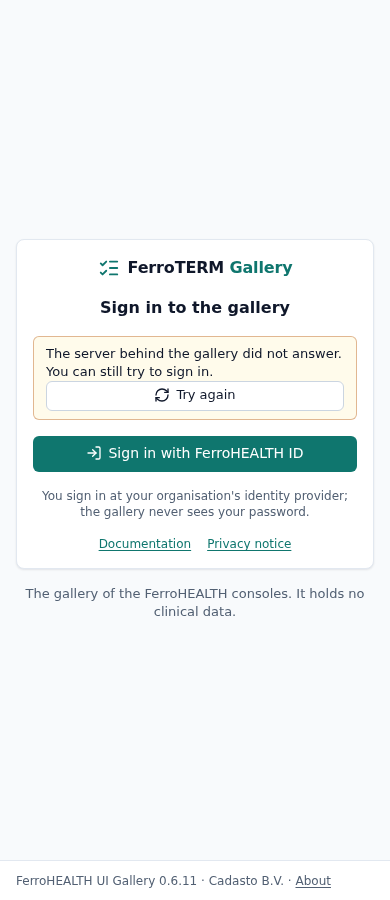 FerroTERM Gallery
Sign in to the gallery
The server behind the gallery did not answer.
You can still try to sign in.
Try again
Sign in with FerroHEALTH ID
You sign in at your organisation's identity provider;
the gallery never sees your password.
Documentation Privacy notice
The gallery of the FerroHEALTH consoles. It holds no
clinical data.
FerroHEALTH UI Gallery 0.6.11 · Cadasto B.V. · About